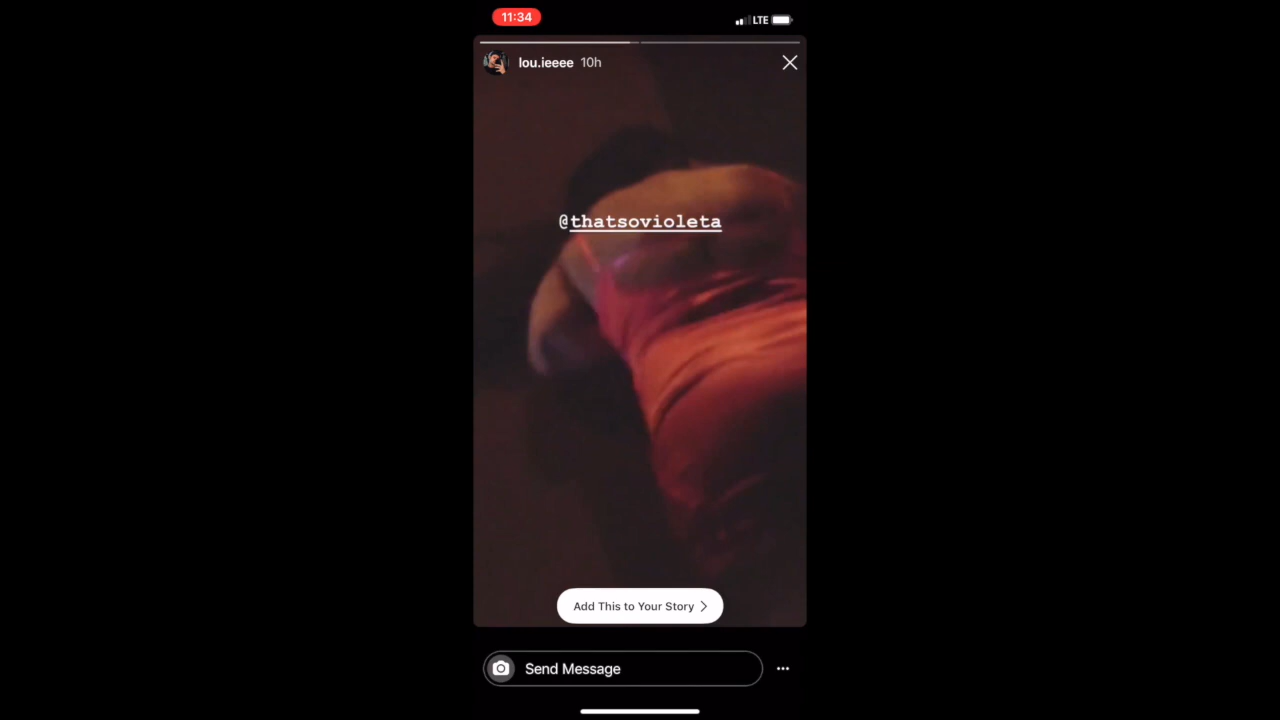 11:34
LTE
lou.ieeee 10h
@thatsovioleta
Add This to Your Story
Send Message